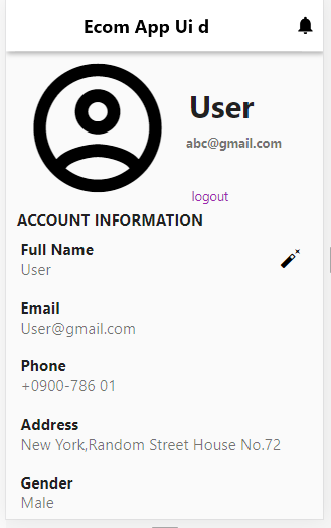 Ecom App Ui d
User
abc@gmail.com
logout
ACCOUNT INFORMATION
Full Name
User
Email
User@gmail.com
Phone
+0900-786 01
Address
New York,Random Street House No.72
Gender
Male